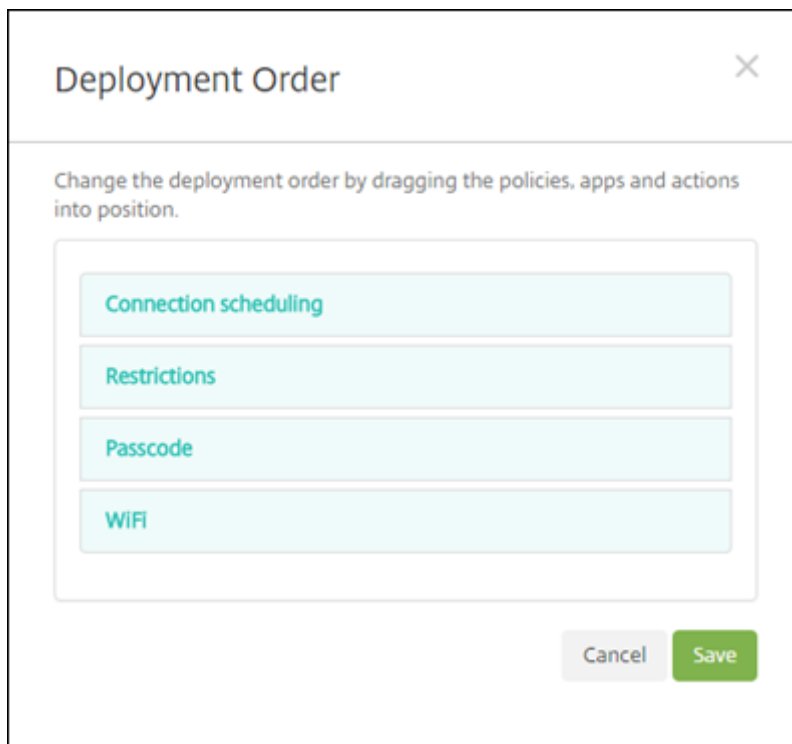 Deployment Order
Change the deployment order by dragging the policies, apps and actions
into position.
Connection scheduling
Restrictions
Passcode
WiFi
Cancel
Save